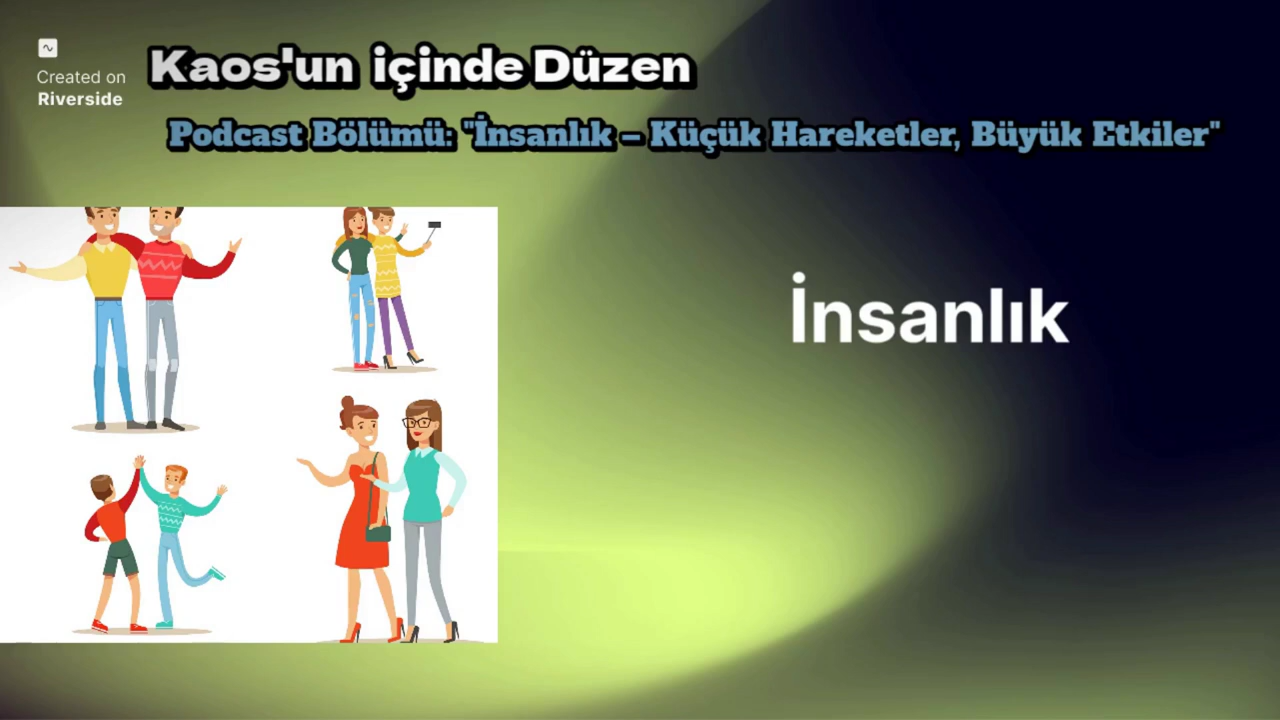 Created on
Riverside
Kaos'un içinde Düzen
Podcast Bölümü: "İnsanlık – Küçük Hareketler, Büyük Etkiler"
İnsanlık